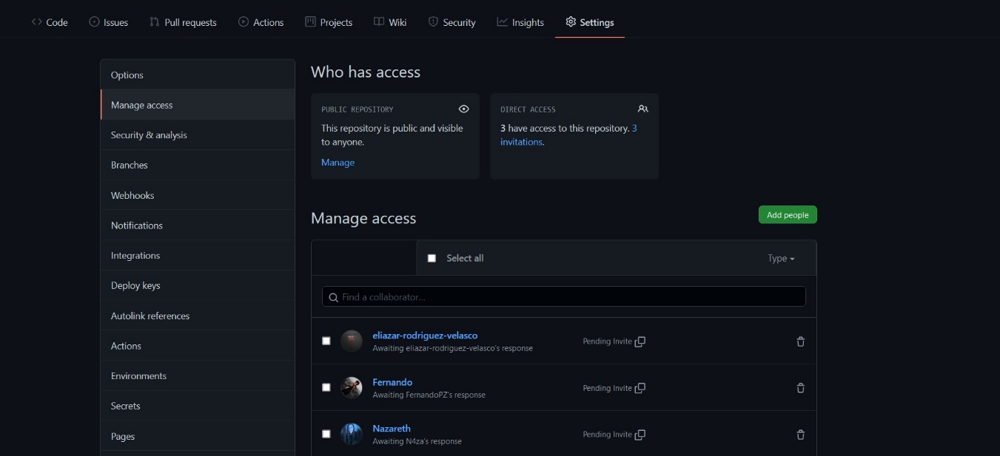 Code Issues Pull requests Actions Projects Wiki Security Insights Settings
Options
Manage access
Security & analysis
Branches
Webhooks
Notifications
Integrations
Deploy keys
Autolink references
Actions
Environments
Secrets
Pages
Who has access
PUBLIC REPOSITORY
This repository is public and visible
to anyone.
Manage
DIRECT ACCESS
3 have access to this repository. 3
invitations.
Manage access
Add people
Select all
Type
Find a collaborator...
eliazar-rodriguez-velasco
Awaiting eliazar-rodriguez-velasco's response
Pending Invite
Fernando
Awaiting FernandoPZ's response
Pending Invite
Nazareth
Awaiting N4za's response
Pending Invite